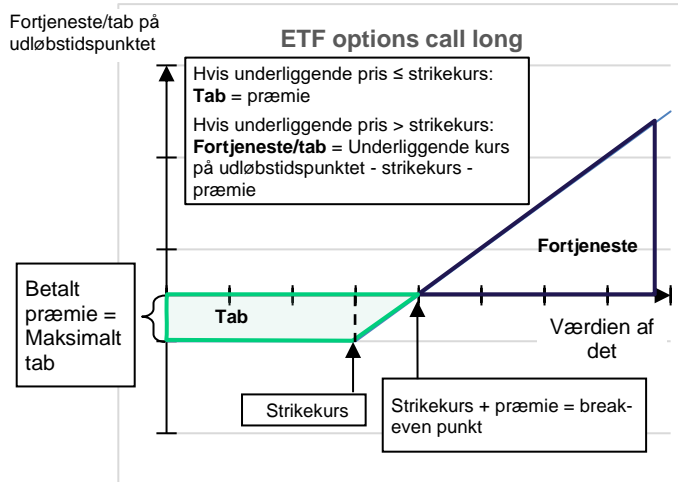 Fortjeneste/tab på
udløbstidspunktet
ETF options call long
Hvis underliggende pris ≤ strikekurs:
Tab = præmie
Hvis underliggende pris > strikekurs:
Fortjeneste/tab = Underliggende kurs
på udløbstidspunktet - strikekurs -
præmie
Fortjeneste
Betalt
præmie =
Maksimalt
tab
Tab
Værdien af
det
Strikekurs
Strikekurs + præmie = break-
even punkt